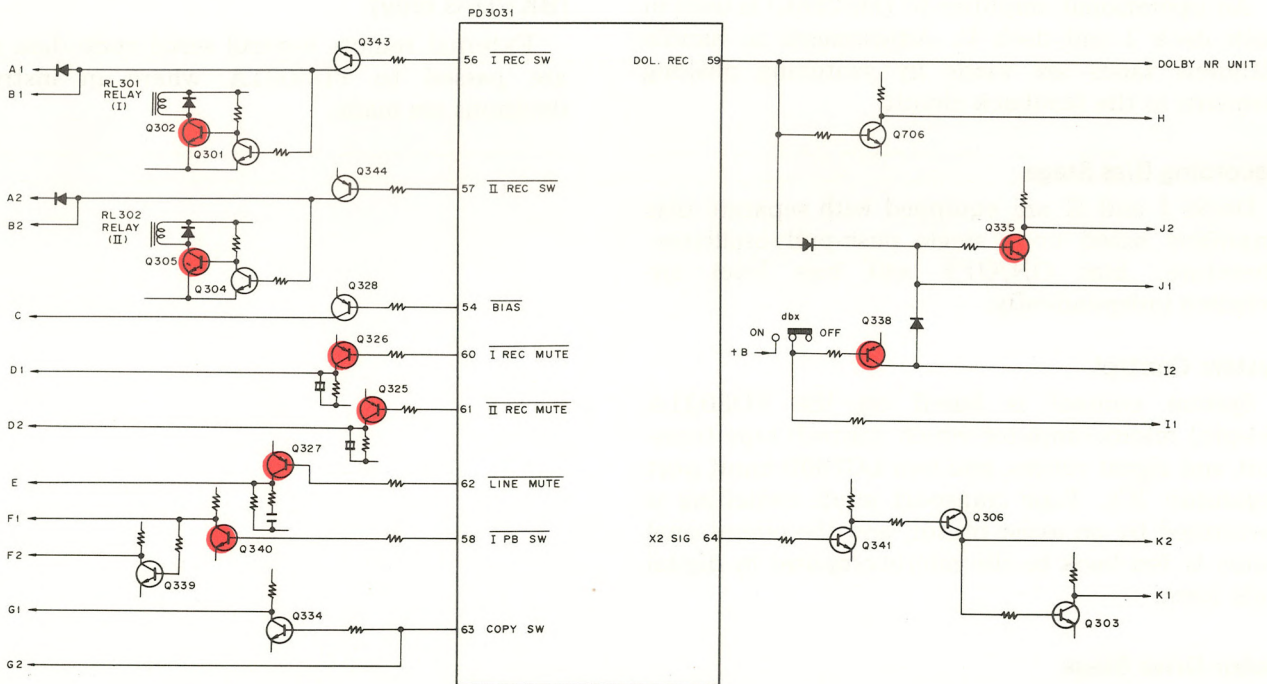 PD3031
Q343
56 I REC SW
A1
B1
RL301
RELAY
(I)
Q302
Q301
Q344
57 II REC SW
A2
B2
RL302
RELAY
(II)
Q305
Q304
Q328
54 BIAS
C
Q326
60 I REC MUTE
D1
Q325
61 II REC MUTE
D2
Q327
62 LINE MUTE
E
F1
58 I PB SW
Q340
F2
Q339
G1
Q334
63 COPY SW
G2
DOL. REC 59
DOLBY NR UNIT
H
Q706
Q335
J2
J1
dbx
ON OFF
+B
Q338
I2
I1
X2 SIG 64
Q341
Q306
K2
K1
Q303